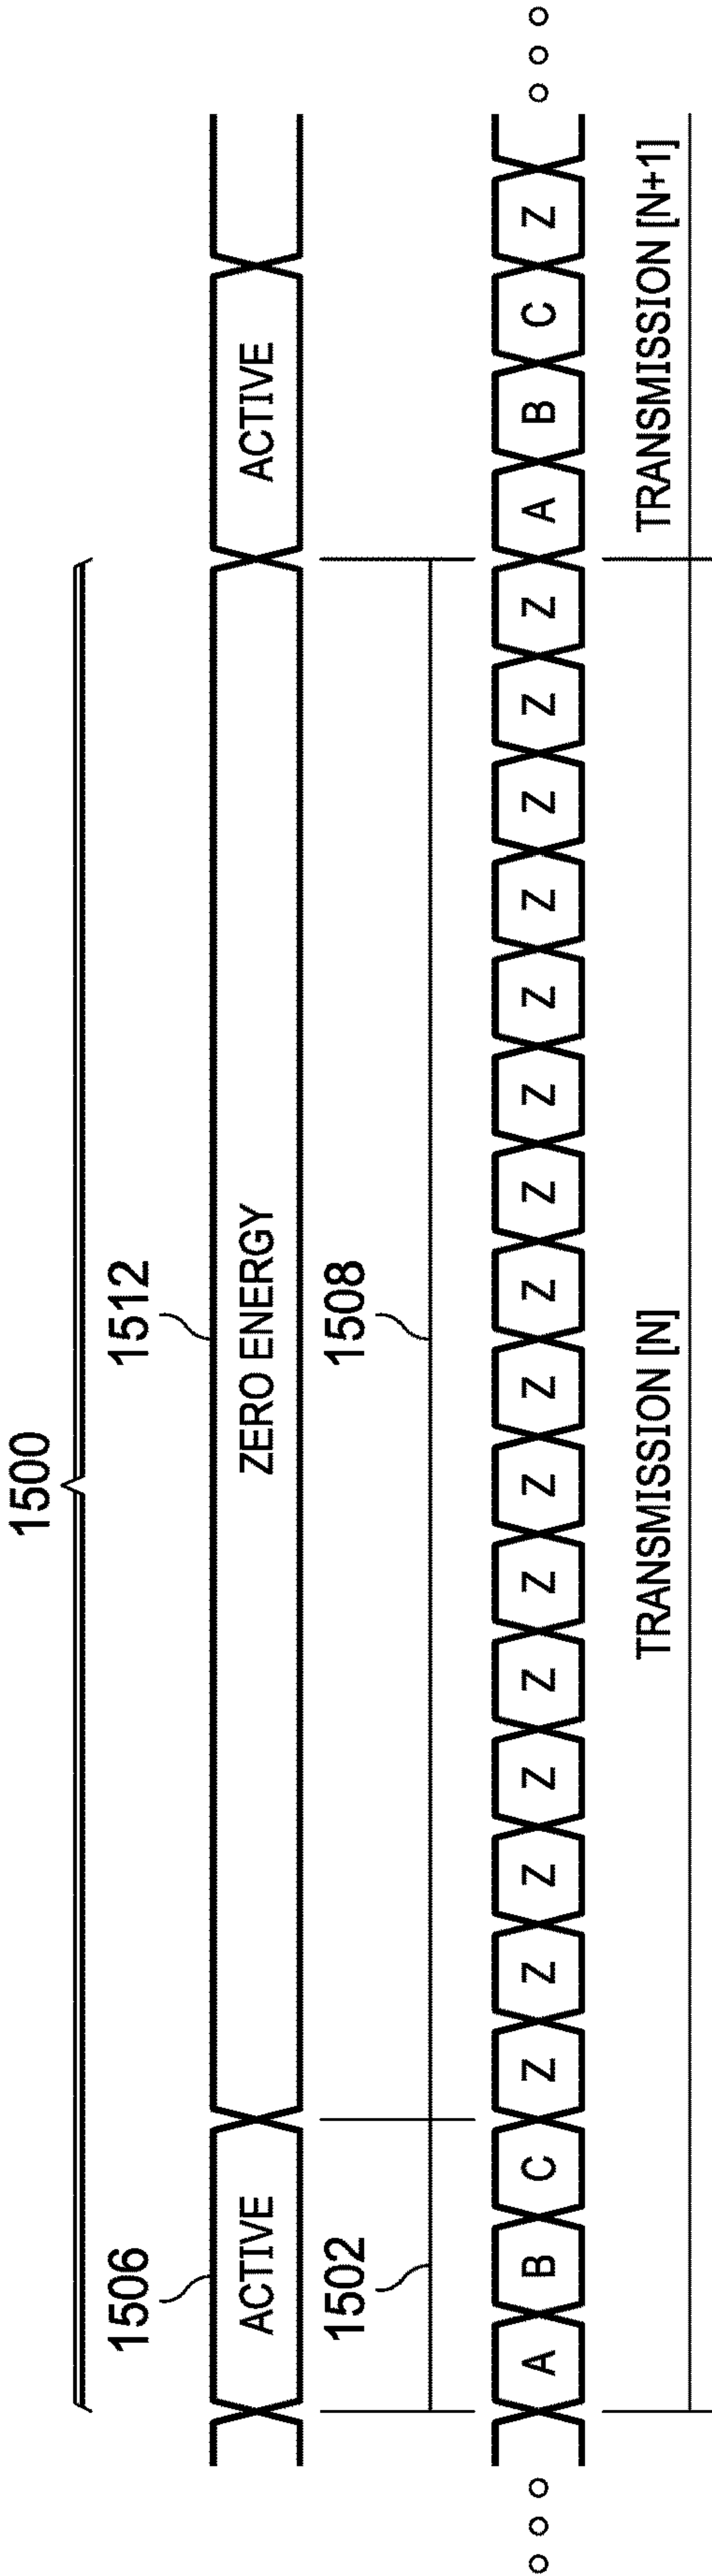 1500
1506 1512
ACTIVE ZERO ENERGY ACTIVE
1502 1508
A B C Z Z Z Z Z Z Z Z Z Z Z Z Z Z Z Z A B C Z
TRANSMISSION [N] TRANSMISSION [N+1]